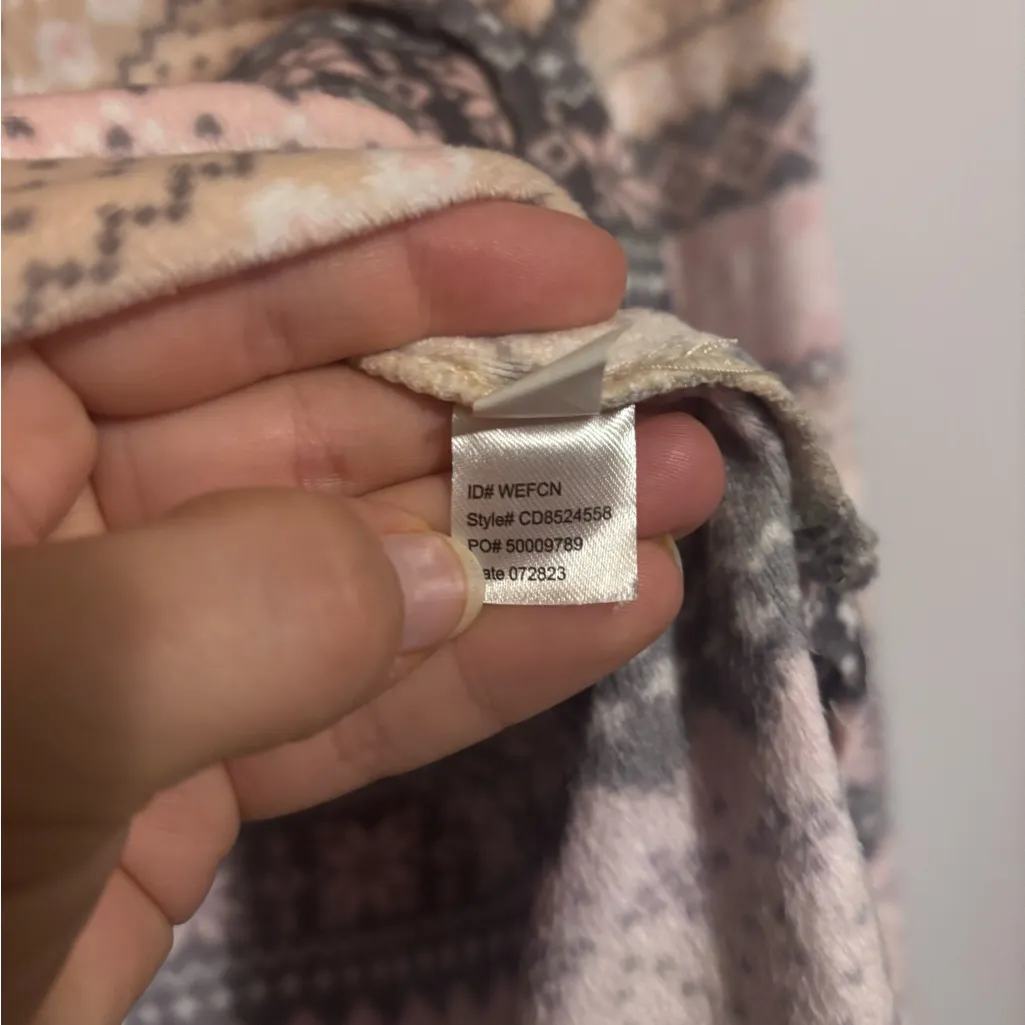 ID# WEFCN
Style# CD8524558
PO# 50009789
ate 072823